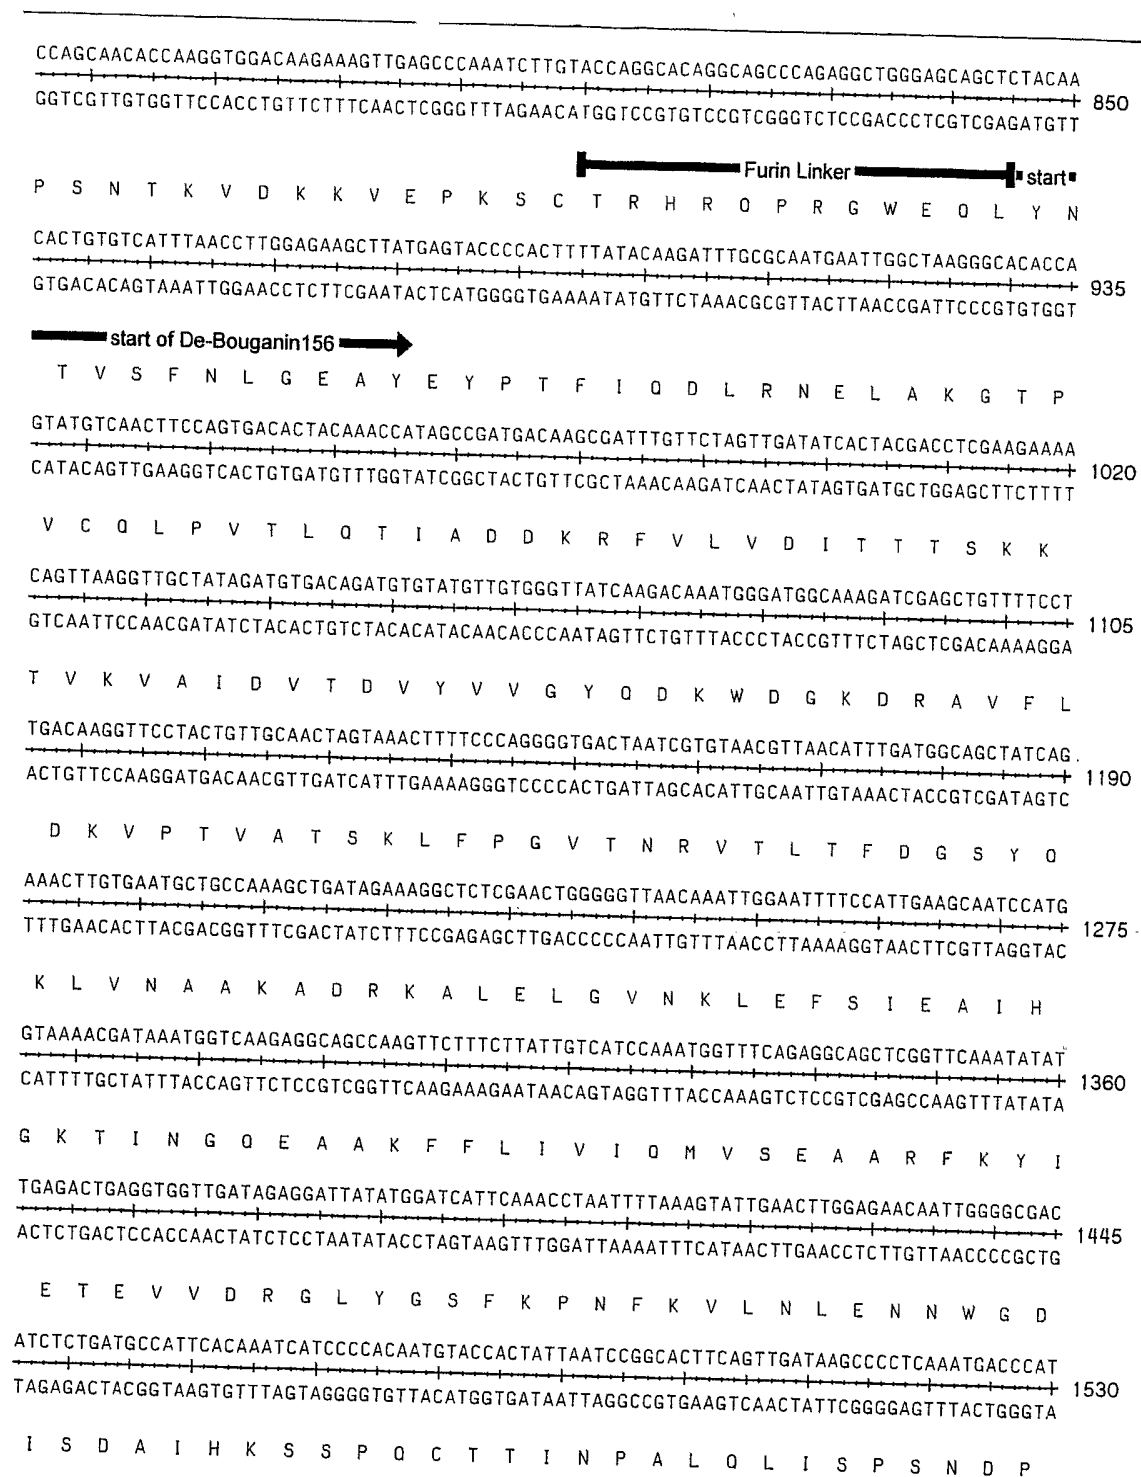 CCAGCAACACCAAGGTGGACAAGAAAGTTGAGCCCAAATCTTGTACCAGGCACAGGCAGCCCAGAGGCTGGGAGCAGCTCTACAA
850
GGTCGTTGTGGTTCCACCTGTTCTTTCAACTCGGGTTTAGAACATGGTCCGTGTCCGTCGGGTCTCCGACCCTCGTCGAGATGTT
Furin Linker start
P S N T K V D K K V E P K S C T R H R Q P R G W E Q L Y N
CACTGTGTCATTTAACCTTGGAGAAGCTTATGAGTACCCCACTTTTATACAAGATTTGCGCAATGAATTGGCTAAGGGCACACCA
935
GTGACACAGTAAATTGGAACCTCTTCGAATACTCATGGGGTGAAAATATGTTCTAAACGCGTTACTTAACCGATTCCCGTGTGGT
start of De-Bouganin156
T V S F N L G E A Y E Y P T F I Q D L R N E L A K G T P
GTATGTCAACTTCCAGTGACACTACAAACCATAGCCGATGACAAGCGATTTGTTCTAGTTGATATCACTACGACCTCGAAGAAAA
1020
CATACAGTTGAAGGTCACTGTGATGTTTGGTATCGGCTACTGTTCGCTAAACAAGATCAACTATAGTGATGCTGGAGCTTCTTTT
V C Q L P V T L Q T I A D D K R F V L V D I T T T S K K
CAGTTAAGGTTGCTATAGATGTGACAGATGTGTATGTTGTGGGTTATCAAGACAAATGGGATGGCAAAGATCGAGCTGTTTTCCT
1105
GTCAATTCCAACGATATCTACACTGTCTACACATACAACACCCAATAGTTCTGTTTACCCTACCGTTTCTAGCTCGACAAAAGGA
T V K V A I D V T D V Y V V G Y Q D K W D G K D R A V F L
TGACAAGGTTCCTACTGTTGCAACTAGTAAACTTTTCCCAGGGGTGACTAATCGTGTAACGTTAACATTTGATGGCAGCTATCAG
1190
ACTGTTCCAAGGATGACAACGTTGATCATTTGAAAAGGGTCCCCACTGATTAGCACATTGCAATTGTAAACTACCGTCGATAGTC
D K V P T V A T S K L F P G V T N R V T L T F D G S Y Q
AAACTTGTGAATGCTGCCAAAGCTGATAGAAAGGCTCTCGAACTGGGGGTTAACAAATTGGAATTTTCCATTGAAGCAATCCATG
1275
TTTGAACACTTACGACGGTTTCGACTATCTTTCCGAGAGCTTGACCCCCAATTGTTTAACCTTAAAAGGTAACTTCGTTAGGTAC
K L V N A A K A D R K A L E L G V N K L E F S I E A I H
GTAAAACGATAAATGGTCAAGAGGCAGCCAAGTTCTTTCTTATTGTCATCCAAATGGTTTCAGAGGCAGCTCGGTTCAAATATAT
1360
CATTTTGCTATTTACCAGTTCTCCGTCGGTTCAAGAAAGAATAACAGTAGGTTTACCAAAGTCTCCGTCGAGCCAAGTTTATATA
G K T I N G Q E A A K F F L I V I Q M V S E A A R F K Y I
TGAGACTGAGGTGGTTGATAGAGGATTATATGGATCATTCAAACCTAATTTTAAAGTATTGAACTTGGAGAACAATTGGGGCGAC
1445
ACTCTGACTCCACCAACTATCTCCTAATATACCTAGTAAGTTTGGATTAAAATTTCATAACTTGAACCTCTTGTTAACCCCGCTG
E T E V V D R G L Y G S F K P N F K V L N L E N N W G D
ATCTCTGATGCCATTCACAAATCATCCCCACAATGTACCACTATTAATCCGGCACTTCAGTTGATAAGCCCCTCAAATGACCCAT
1530
TAGAGACTACGGTAAGTGTTTAGTAGGGGTGTTACATGGTGATAATTAGGCCGTGAAGTCAACTATTCGGGGAGTTTACTGGGTA
I S D A I H K S S P Q C T T I N P A L Q L I S P S N D P